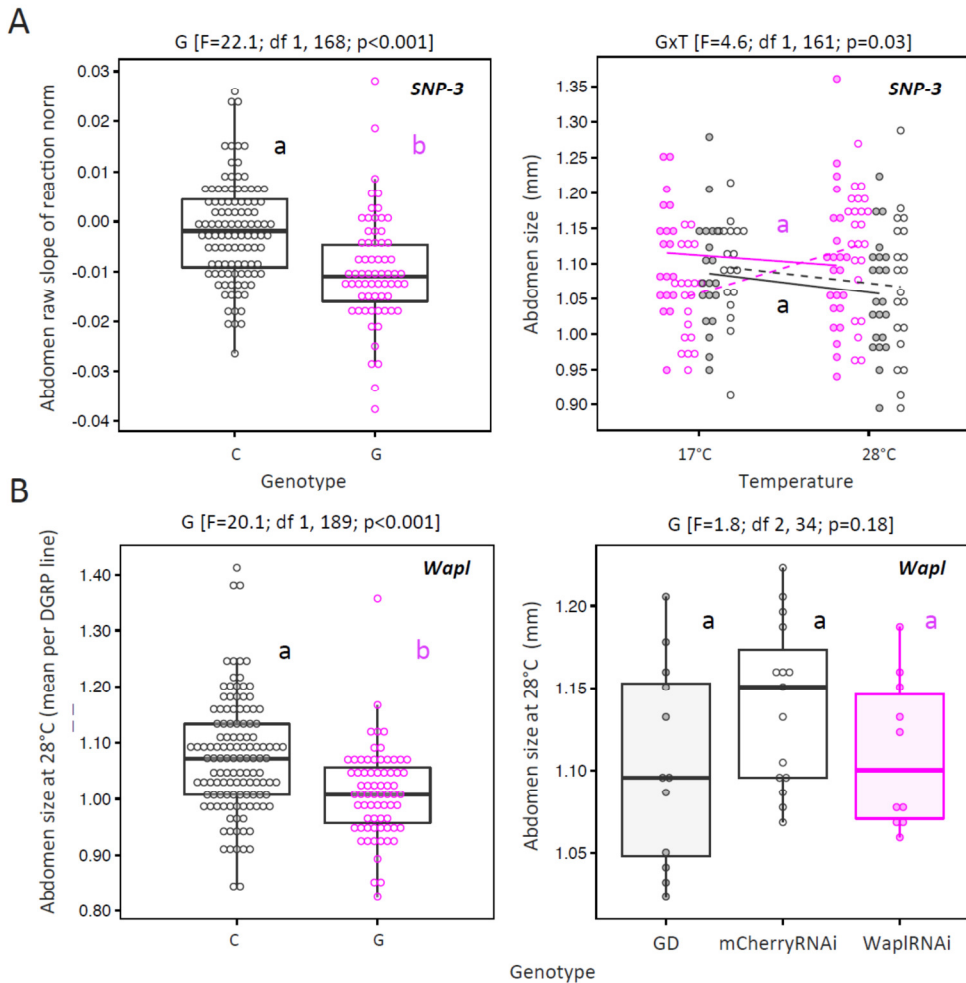 A
G [F=22.1; df 1, 168; p<0.001]
SNP-3
a
b
0.03
0.02
0.01
0.00
-0.01
-0.02
-0.03
-0.04
Abdomen raw slope of reaction norm
C
G
Genotype
GxT [F=4.6; df 1, 161; p=0.03]
SNP-3
a
a
1.35
1.30
1.25
1.20
1.15
1.10
1.05
1.00
0.95
0.90
Abdomen size (mm)
17°C
28°C
Temperature
B
G [F=20.1; df 1, 189; p<0.001]
Wapl
a
b
1.40
1.30
1.20
1.10
1.00
0.90
0.80
Abdomen size at 28°C (mean per DGRP line)
C
G
G [F=1.8; df 2, 34; p=0.18]
Wapl
a
a
a
1.20
1.15
1.10
1.05
Abdomen size at 28°C (mm)
GD
mCherryRNAi
WaplRNAi
Genotype